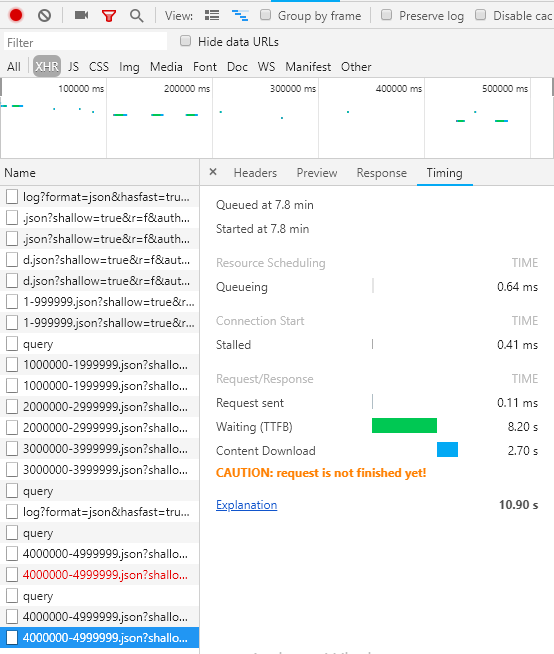 View: Group by frame Preserve log Disable cac
Filter Hide data URLs
All XHR JS CSS Img Media Font Doc WS Manifest Other
100000 ms 200000 ms 300000 ms 400000 ms 500000 ms
Name
log?format=json&hasfast=tru...
.json?shallow=true&r=f&auth...
.json?shallow=true&r=f&auth...
d.json?shallow=true&r=f&aut...
d.json?shallow=true&r=f&aut...
1-999999.json?shallow=true&r...
1-999999.json?shallow=true&r...
query
1000000-1999999.json?shallo...
1000000-1999999.json?shallo...
2000000-2999999.json?shallo...
2000000-2999999.json?shallo...
3000000-3999999.json?shallo...
3000000-3999999.json?shallo...
query
log?format=json&hasfast=tru...
query
4000000-4999999.json?shallo...
4000000-4999999.json?shallo...
query
4000000-4999999.json?shallo...
4000000-4999999.json?shallo...
× Headers Preview Response Timing
Queued at 7.8 min
Started at 7.8 min
Resource Scheduling TIME
Queueing 0.64 ms
Connection Start TIME
Stalled 0.41 ms
Request/Response TIME
Request sent 0.11 ms
Waiting (TTFB) 8.20 s
Content Download 2.70 s
CAUTION: request is not finished yet!
Explanation 10.90 s